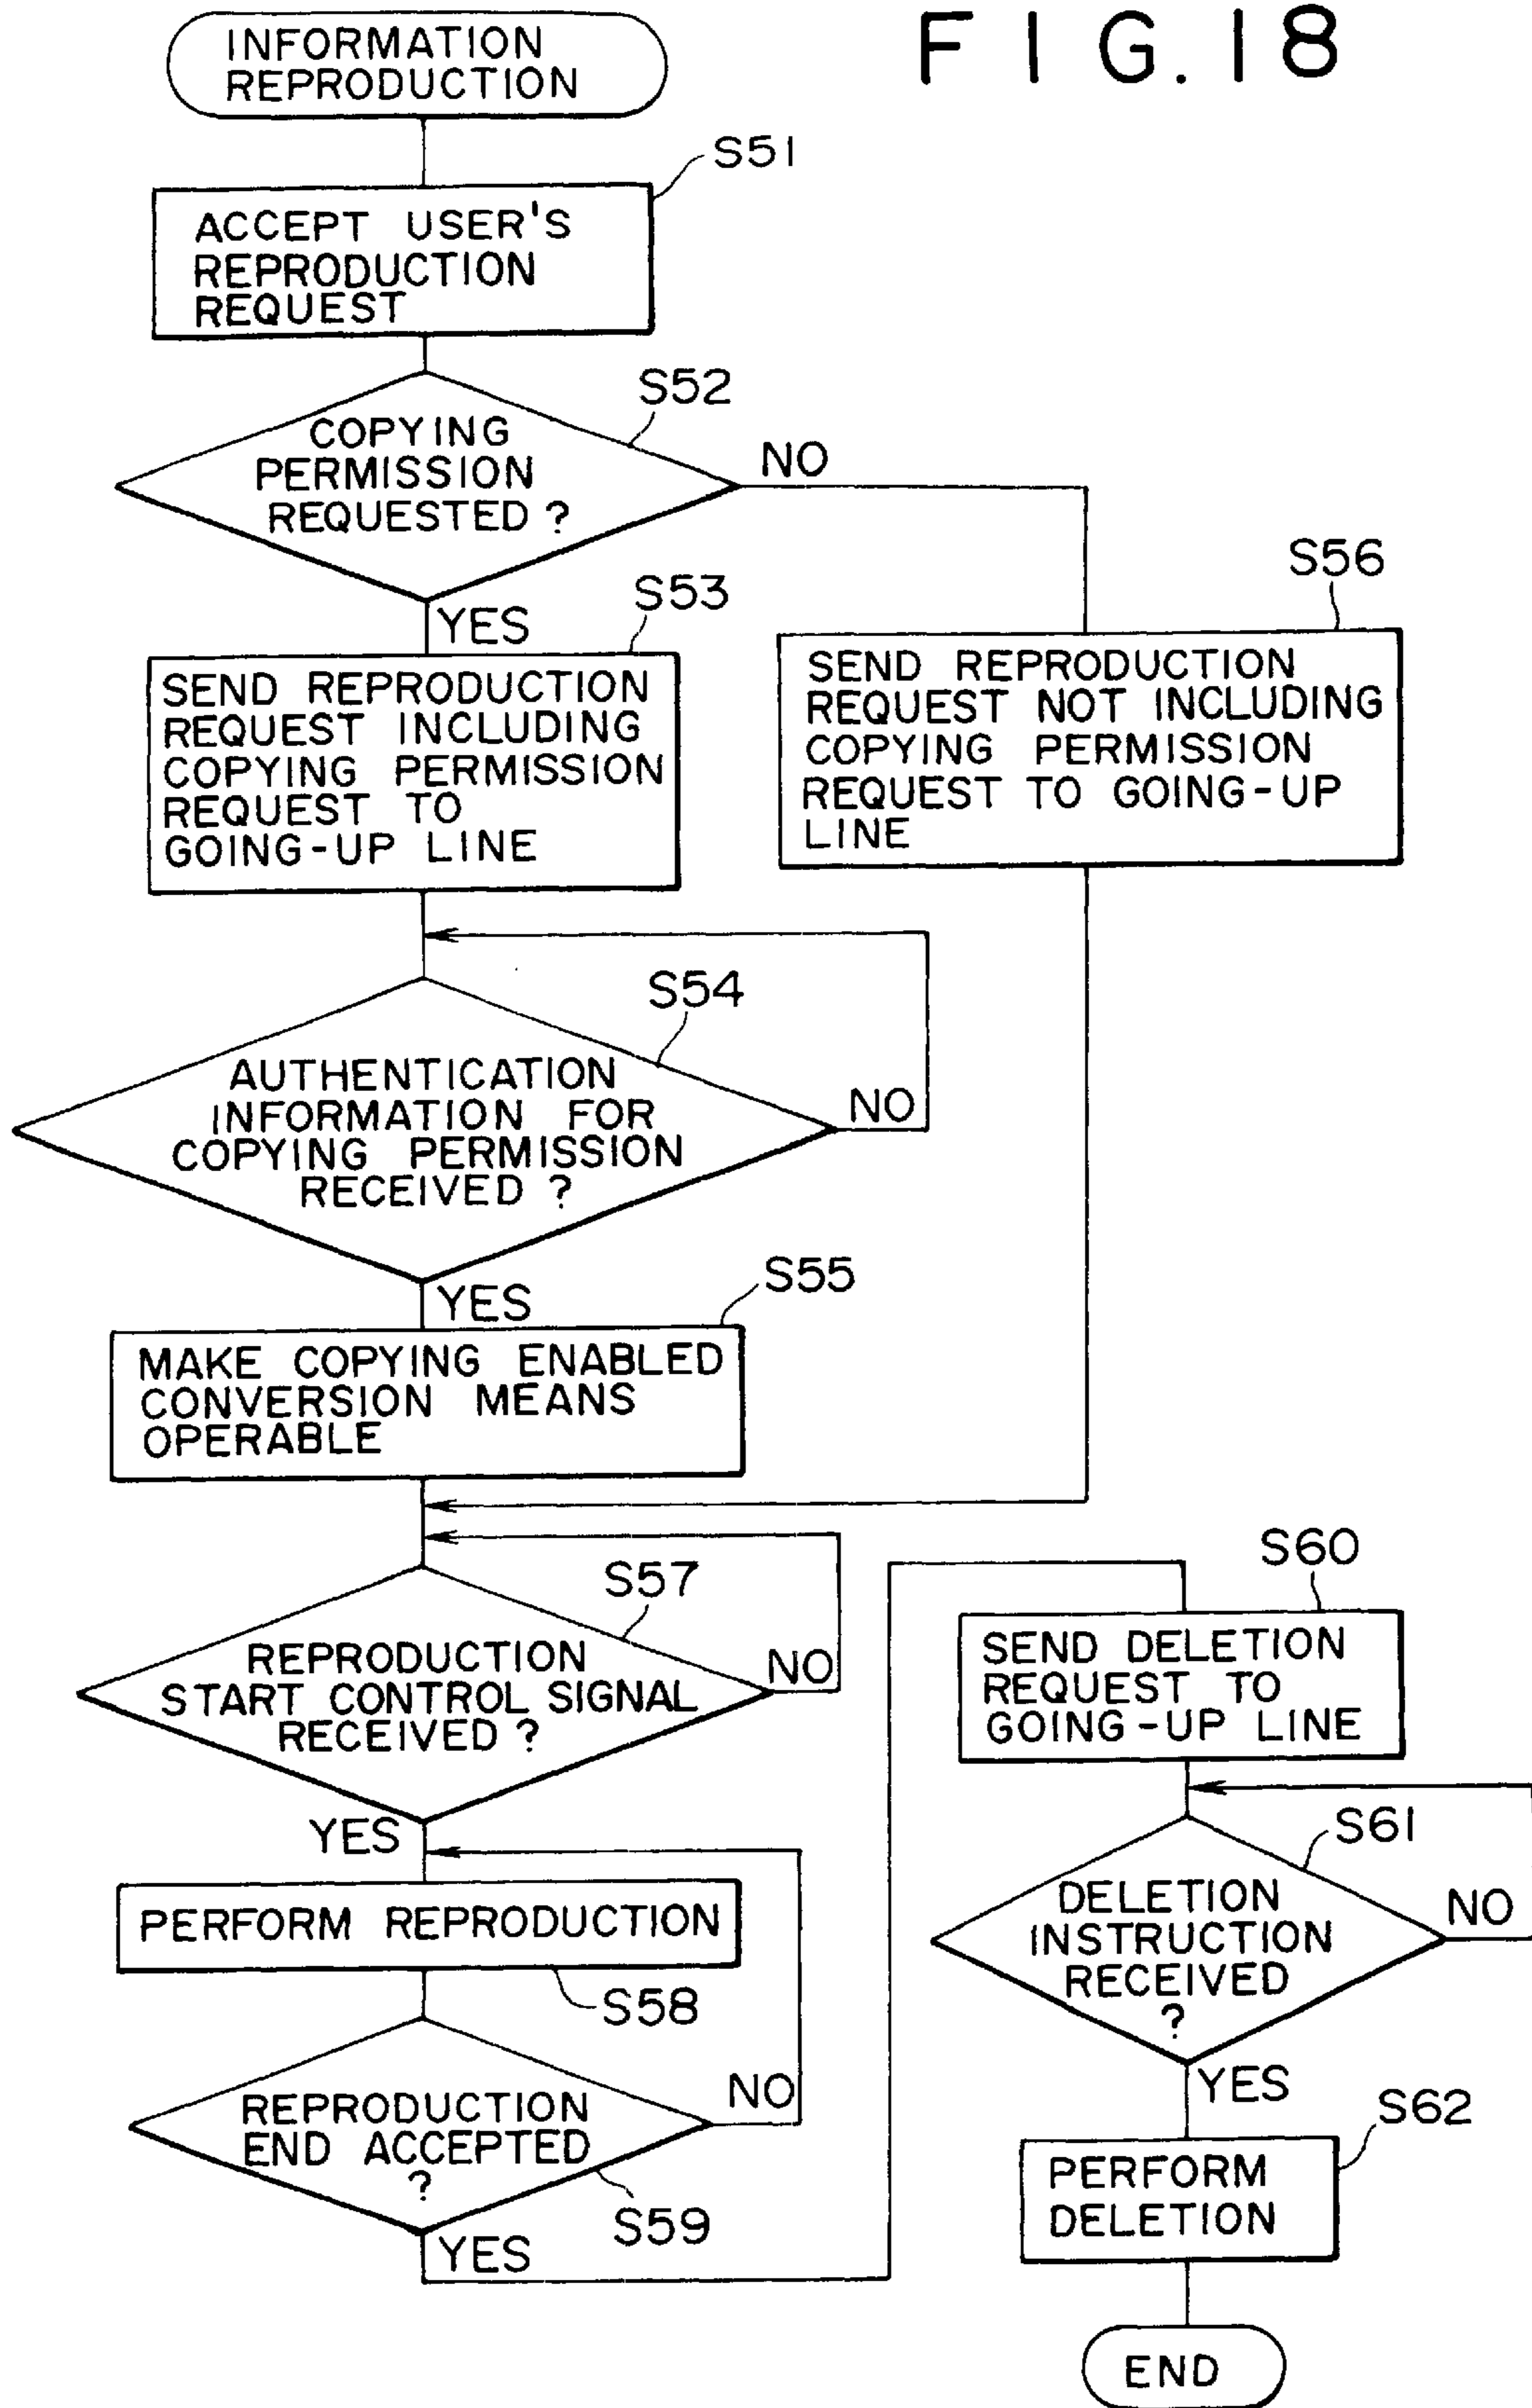 FIG.18
INFORMATION
REPRODUCTION
S51
ACCEPT USER'S
REPRODUCTION
REQUEST
S52
COPYING
PERMISSION
REQUESTED ?
NO
YES
S53
SEND REPRODUCTION
REQUEST INCLUDING
COPYING PERMISSION
REQUEST TO
GOING-UP LINE
S56
SEND REPRODUCTION
REQUEST NOT INCLUDING
COPYING PERMISSION
REQUEST TO GOING-UP
LINE
S54
AUTHENTICATION
INFORMATION FOR
COPYING PERMISSION
RECEIVED ?
NO
YES
S55
MAKE COPYING ENABLED
CONVERSION MEANS
OPERABLE
S57
REPRODUCTION
START CONTROL SIGNAL
RECEIVED ?
NO
YES
PERFORM REPRODUCTION
S58
REPRODUCTION
END ACCEPTED
?
NO
S59
YES
S60
SEND DELETION
REQUEST TO
GOING-UP LINE
S61
DELETION
INSTRUCTION
RECEIVED
?
NO
YES
S62
PERFORM
DELETION
END